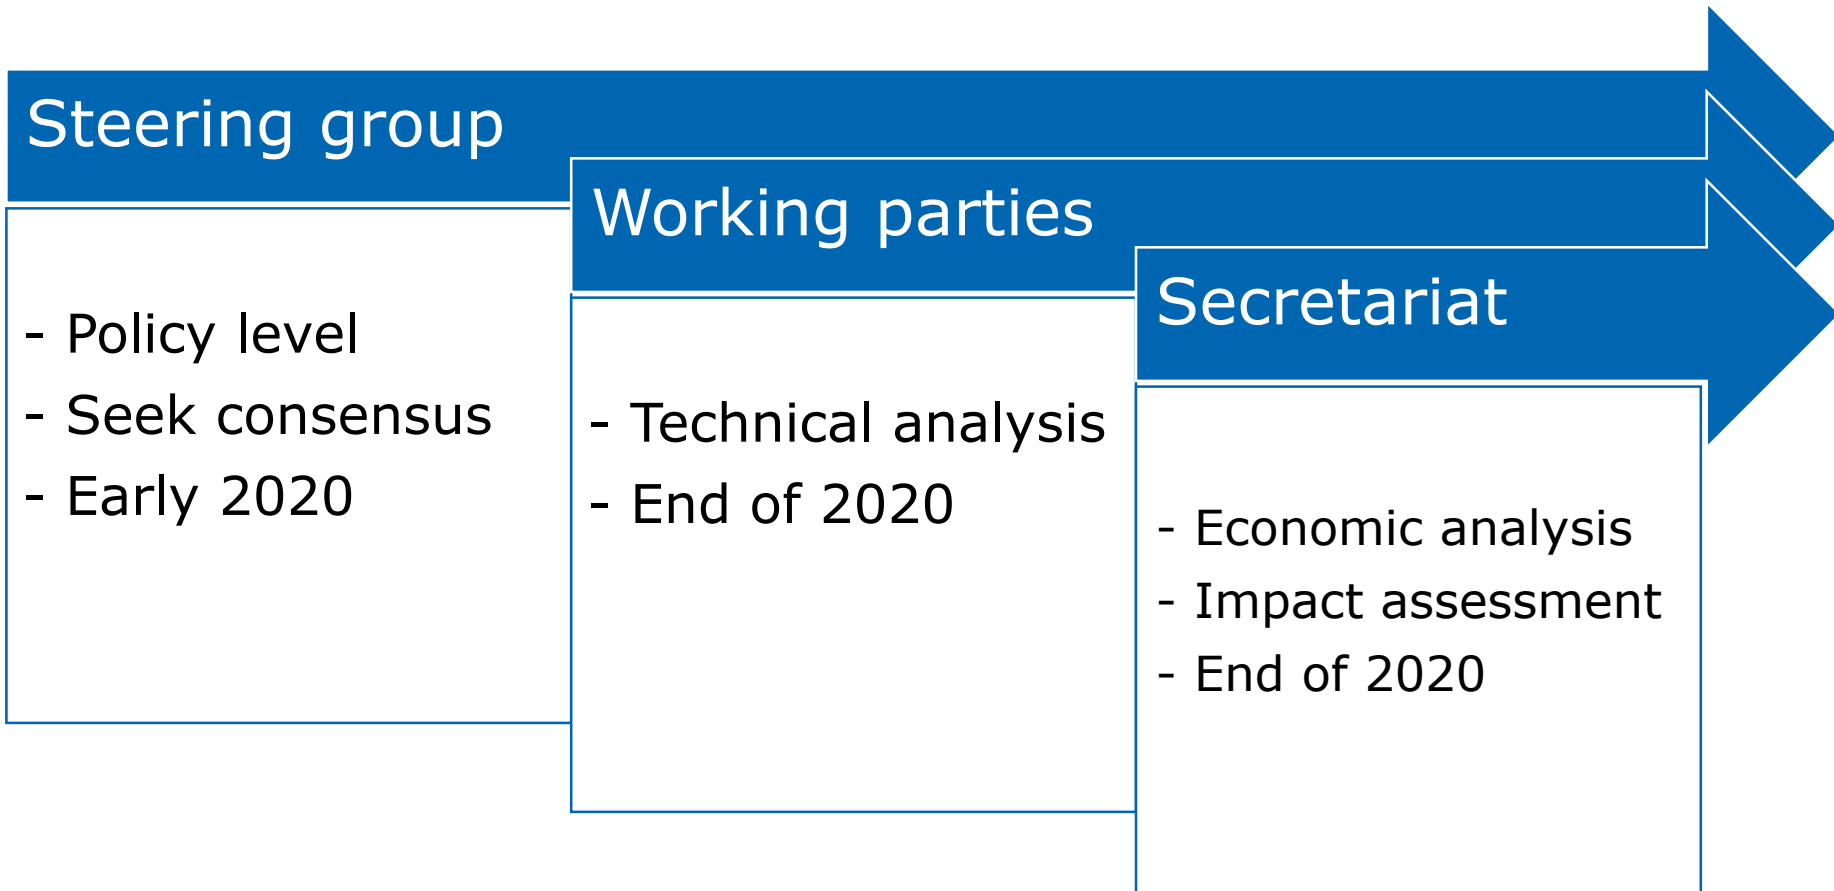 Steering group
- Policy level
- Seek consensus
- Early 2020
Working parties
- Technical analysis
- End of 2020
Secretariat
- Economic analysis
- Impact assessment
- End of 2020